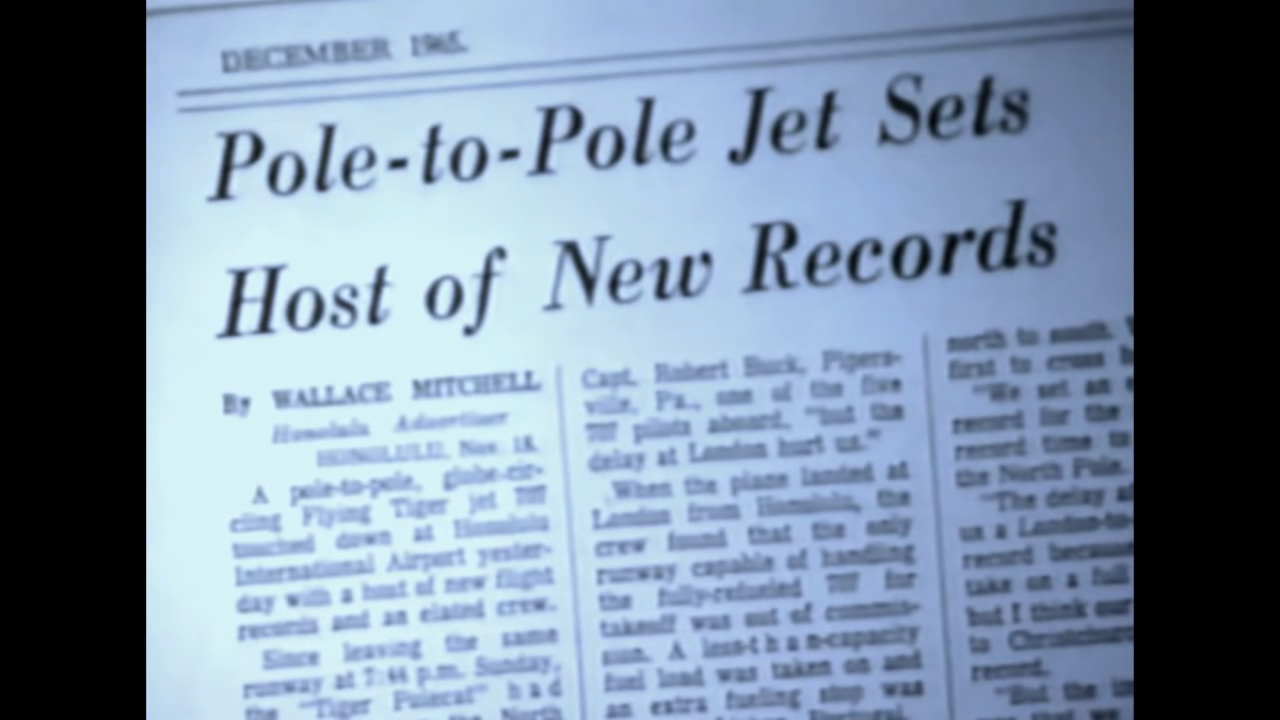 DECEMBER 1965.
Pole-to-Pole Jet Sets
Host of New Records
By WALLACE MITCHELL
Honolulu Advertiser
HONOLULU, Nov. 18.
A pole-to-pole, globe-cir-
cling Flying Tiger jet 707
touched down at Honolulu
International Airport yester-
day with a host of new flight
records and an elated crew.
Since leaving the same
runway at 7:44 p.m. Sunday,
the "Tiger Polecat" had
North
Capt. Robert Buck, Pipers-
ville, Pa., one of the five
707 pilots aboard, "but the
delay at London hurt us."
When the plane landed at
London from Honolulu, the
crew found that the only
runway capable of handling
the fully-refueled 707 for
takeoff was out of commis-
sion. A less-than-capacity
fuel load was taken on and
an extra fueling stop was
Portugal,
north to south.
first to cross
"We set an
record for the
record time to
the North Pole.
"The delay
us a London-to-
record because
take on a full
but I think our
to Christchurch
record.
"But the